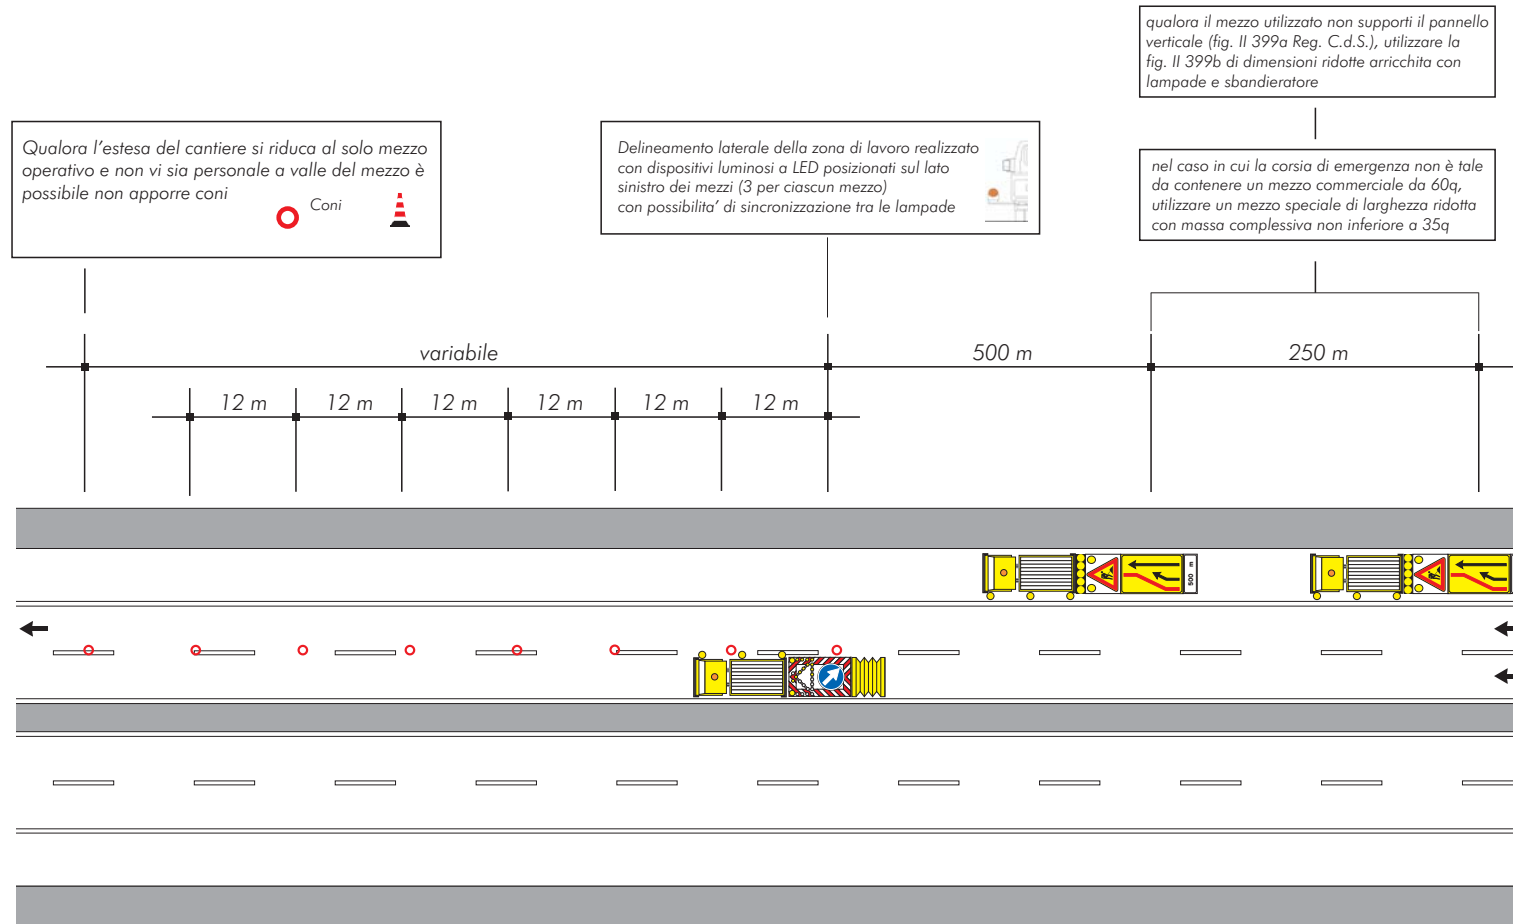 qualora il mezzo utilizzato non supporti il pannello
verticale (fig. II 399a Reg. C.d.S.), utilizzare la
fig. II 399b di dimensioni ridotte arricchita con
lampade e sbandieratore
Qualora l’estesa del cantiere si riduca al solo mezzo
operativo e non vi sia personale a valle del mezzo è
possibile non apporre coni
Coni
Delineamento laterale della zona di lavoro realizzato
con dispositivi luminosi a LED posizionati sul lato
sinistro dei mezzi (3 per ciascun mezzo)
con possibilita’ di sincronizzazione tra le lampade
nel caso in cui la corsia di emergenza non è tale
da contenere un mezzo commerciale da 60q,
utilizzare un mezzo speciale di larghezza ridotta
con massa complessiva non inferiore a 35q
variabile
500 m
250 m
12 m
12 m
12 m
12 m
12 m
12 m
500 m